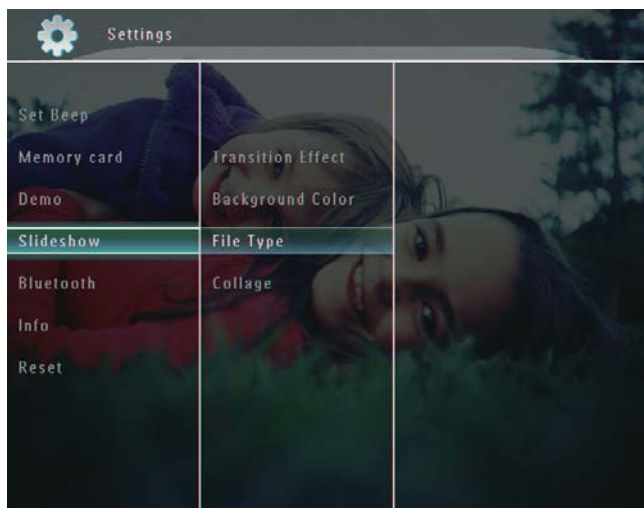 Settings
Set Beep
Memory card
Demo
Slideshow
Bluetooth
Info
Reset
Transition Effect
Background Color
File Type
Collage